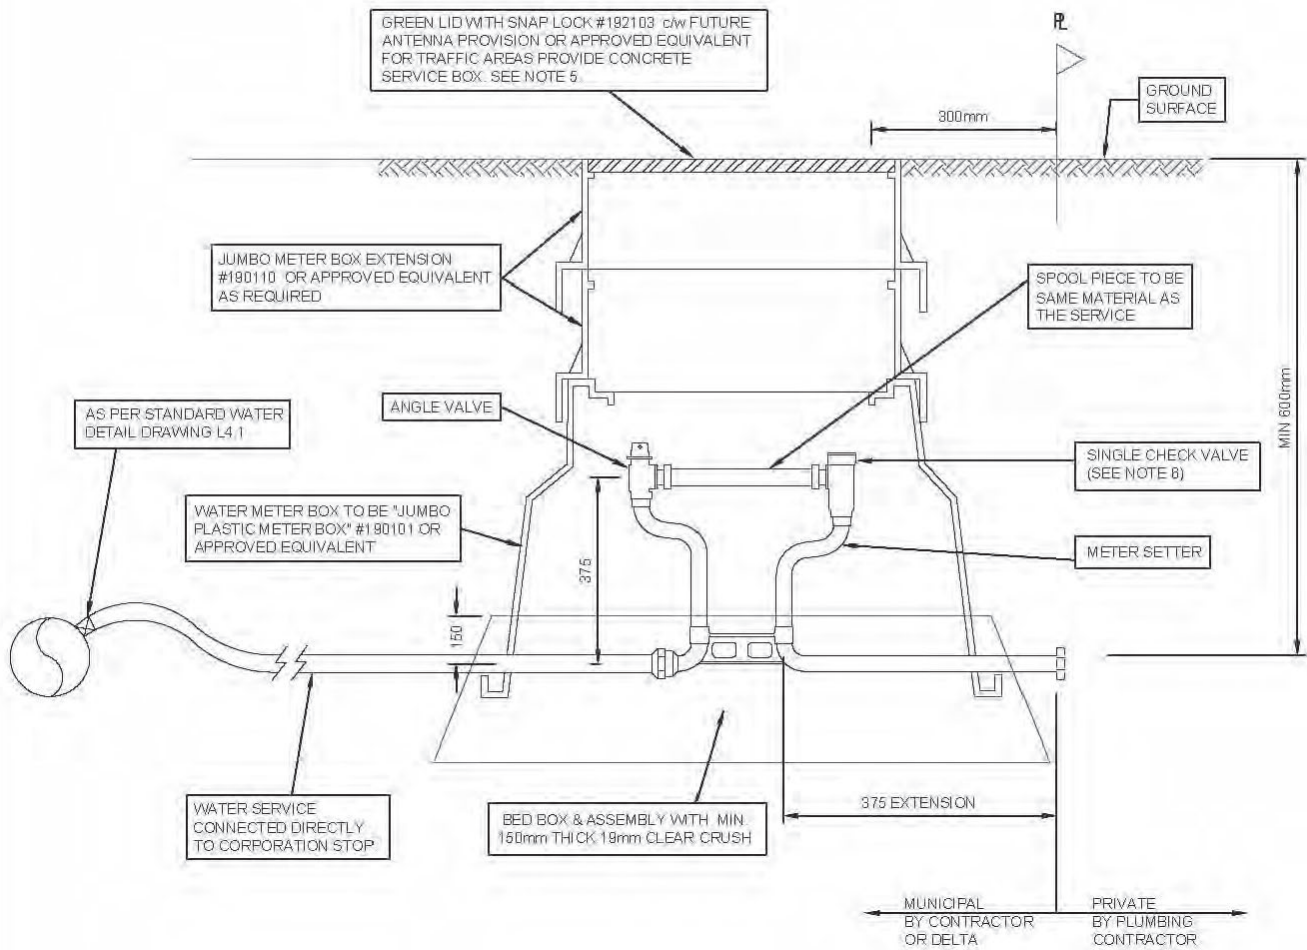 GREEN LID WITH SNAP LOCK #192103 c/w FUTURE
ANTENNA PROVISION OR APPROVED EQUIVALENT
FOR TRAFFIC AREAS PROVIDE CONCRETE
SERVICE BOX. SEE NOTE 5.
PL
GROUND
SURFACE
300mm
JUMBO METER BOX EXTENSION
#190110 OR APPROVED EQUIVALENT
AS REQUIRED
SPOOL PIECE TO BE
SAME MATERIAL AS
THE SERVICE
MIN 600mm
AS PER STANDARD WATER
DETAIL DRAWING L4.1
ANGLE VALVE
SINGLE CHECK VALVE
(SEE NOTE 8)
WATER METER BOX TO BE "JUMBO
PLASTIC METER BOX" #190101 OR
APPROVED EQUIVALENT
METER SETTER
375
150
WATER SERVICE
CONNECTED DIRECTLY
TO CORPORATION STOP
BED BOX & ASSEMBLY WITH MIN.
150mm THICK 19mm CLEAR CRUSH
375 EXTENSION
MUNICIPAL
BY CONTRACTOR
OR DELTA
PRIVATE
BY PLUMBING
CONTRACTOR